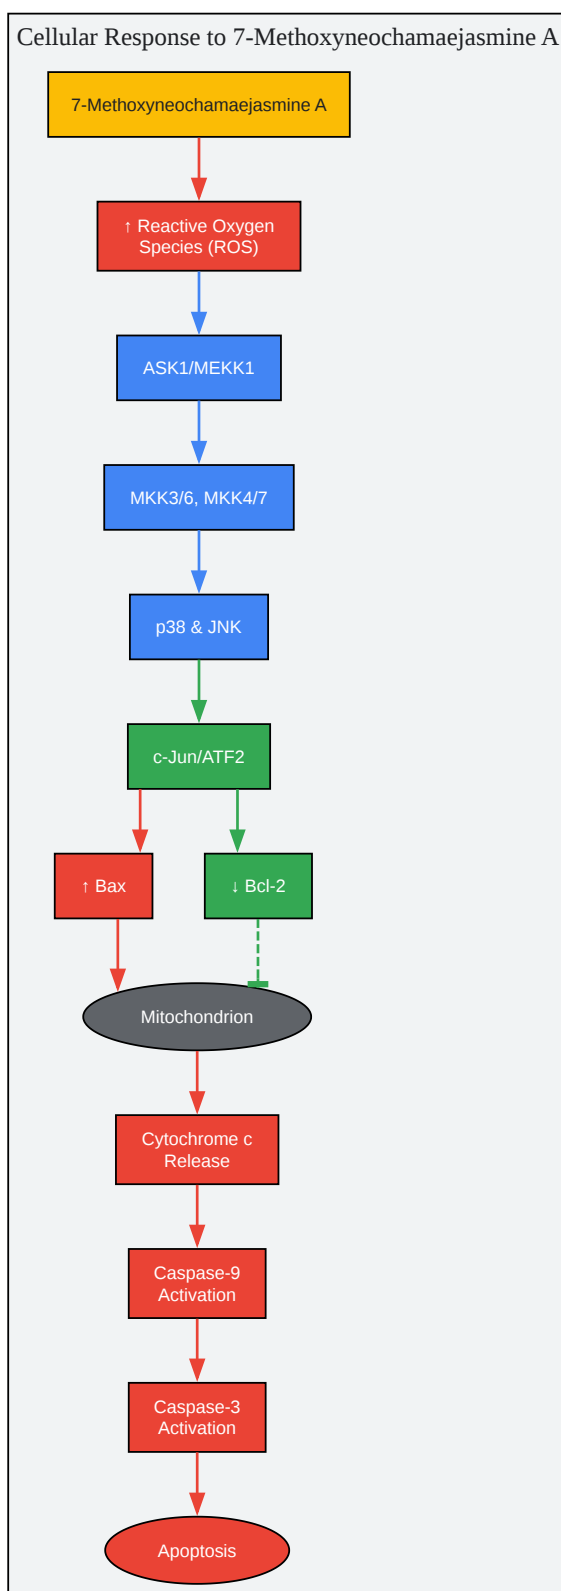 Cellular Response to 7-Methoxyneochamaejasmine A
7-Methoxyneochamaejasmine A
↑ Reactive Oxygen
Species (ROS)
ASK1/MEKK1
MKK3/6, MKK4/7
p38 & JNK
c-Jun/ATF2
↑ Bax
↓ Bcl-2
Mitochondrion
Cytochrome c
Release
Caspase-9
Activation
Caspase-3
Activation
Apoptosis